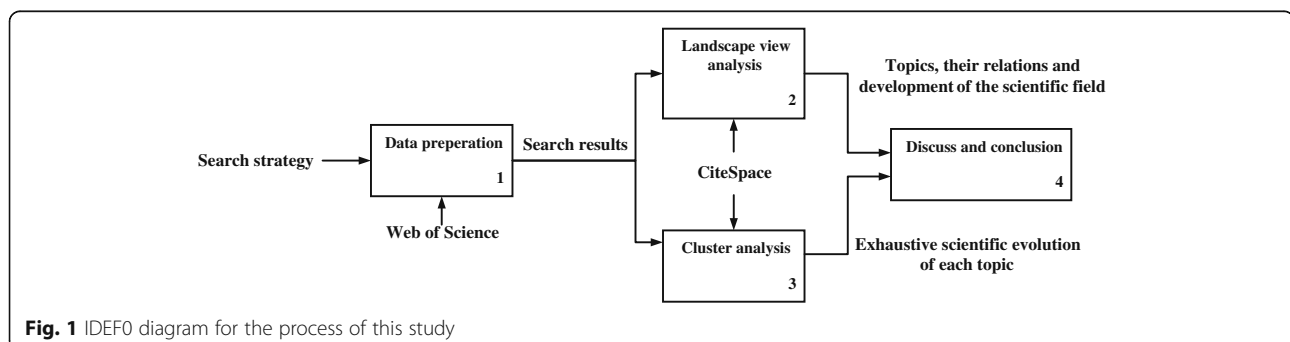 Landscape view
analysis
2
Topics, their relations and
development of the scientific field
Search strategy
Data preperation
1
Search results
Web of Science
CiteSpace
Discuss and conclusion
4
Cluster analysis
3
Exhaustive scientific evolution
of each topic
Fig. 1 IDEF0 diagram for the process of this study